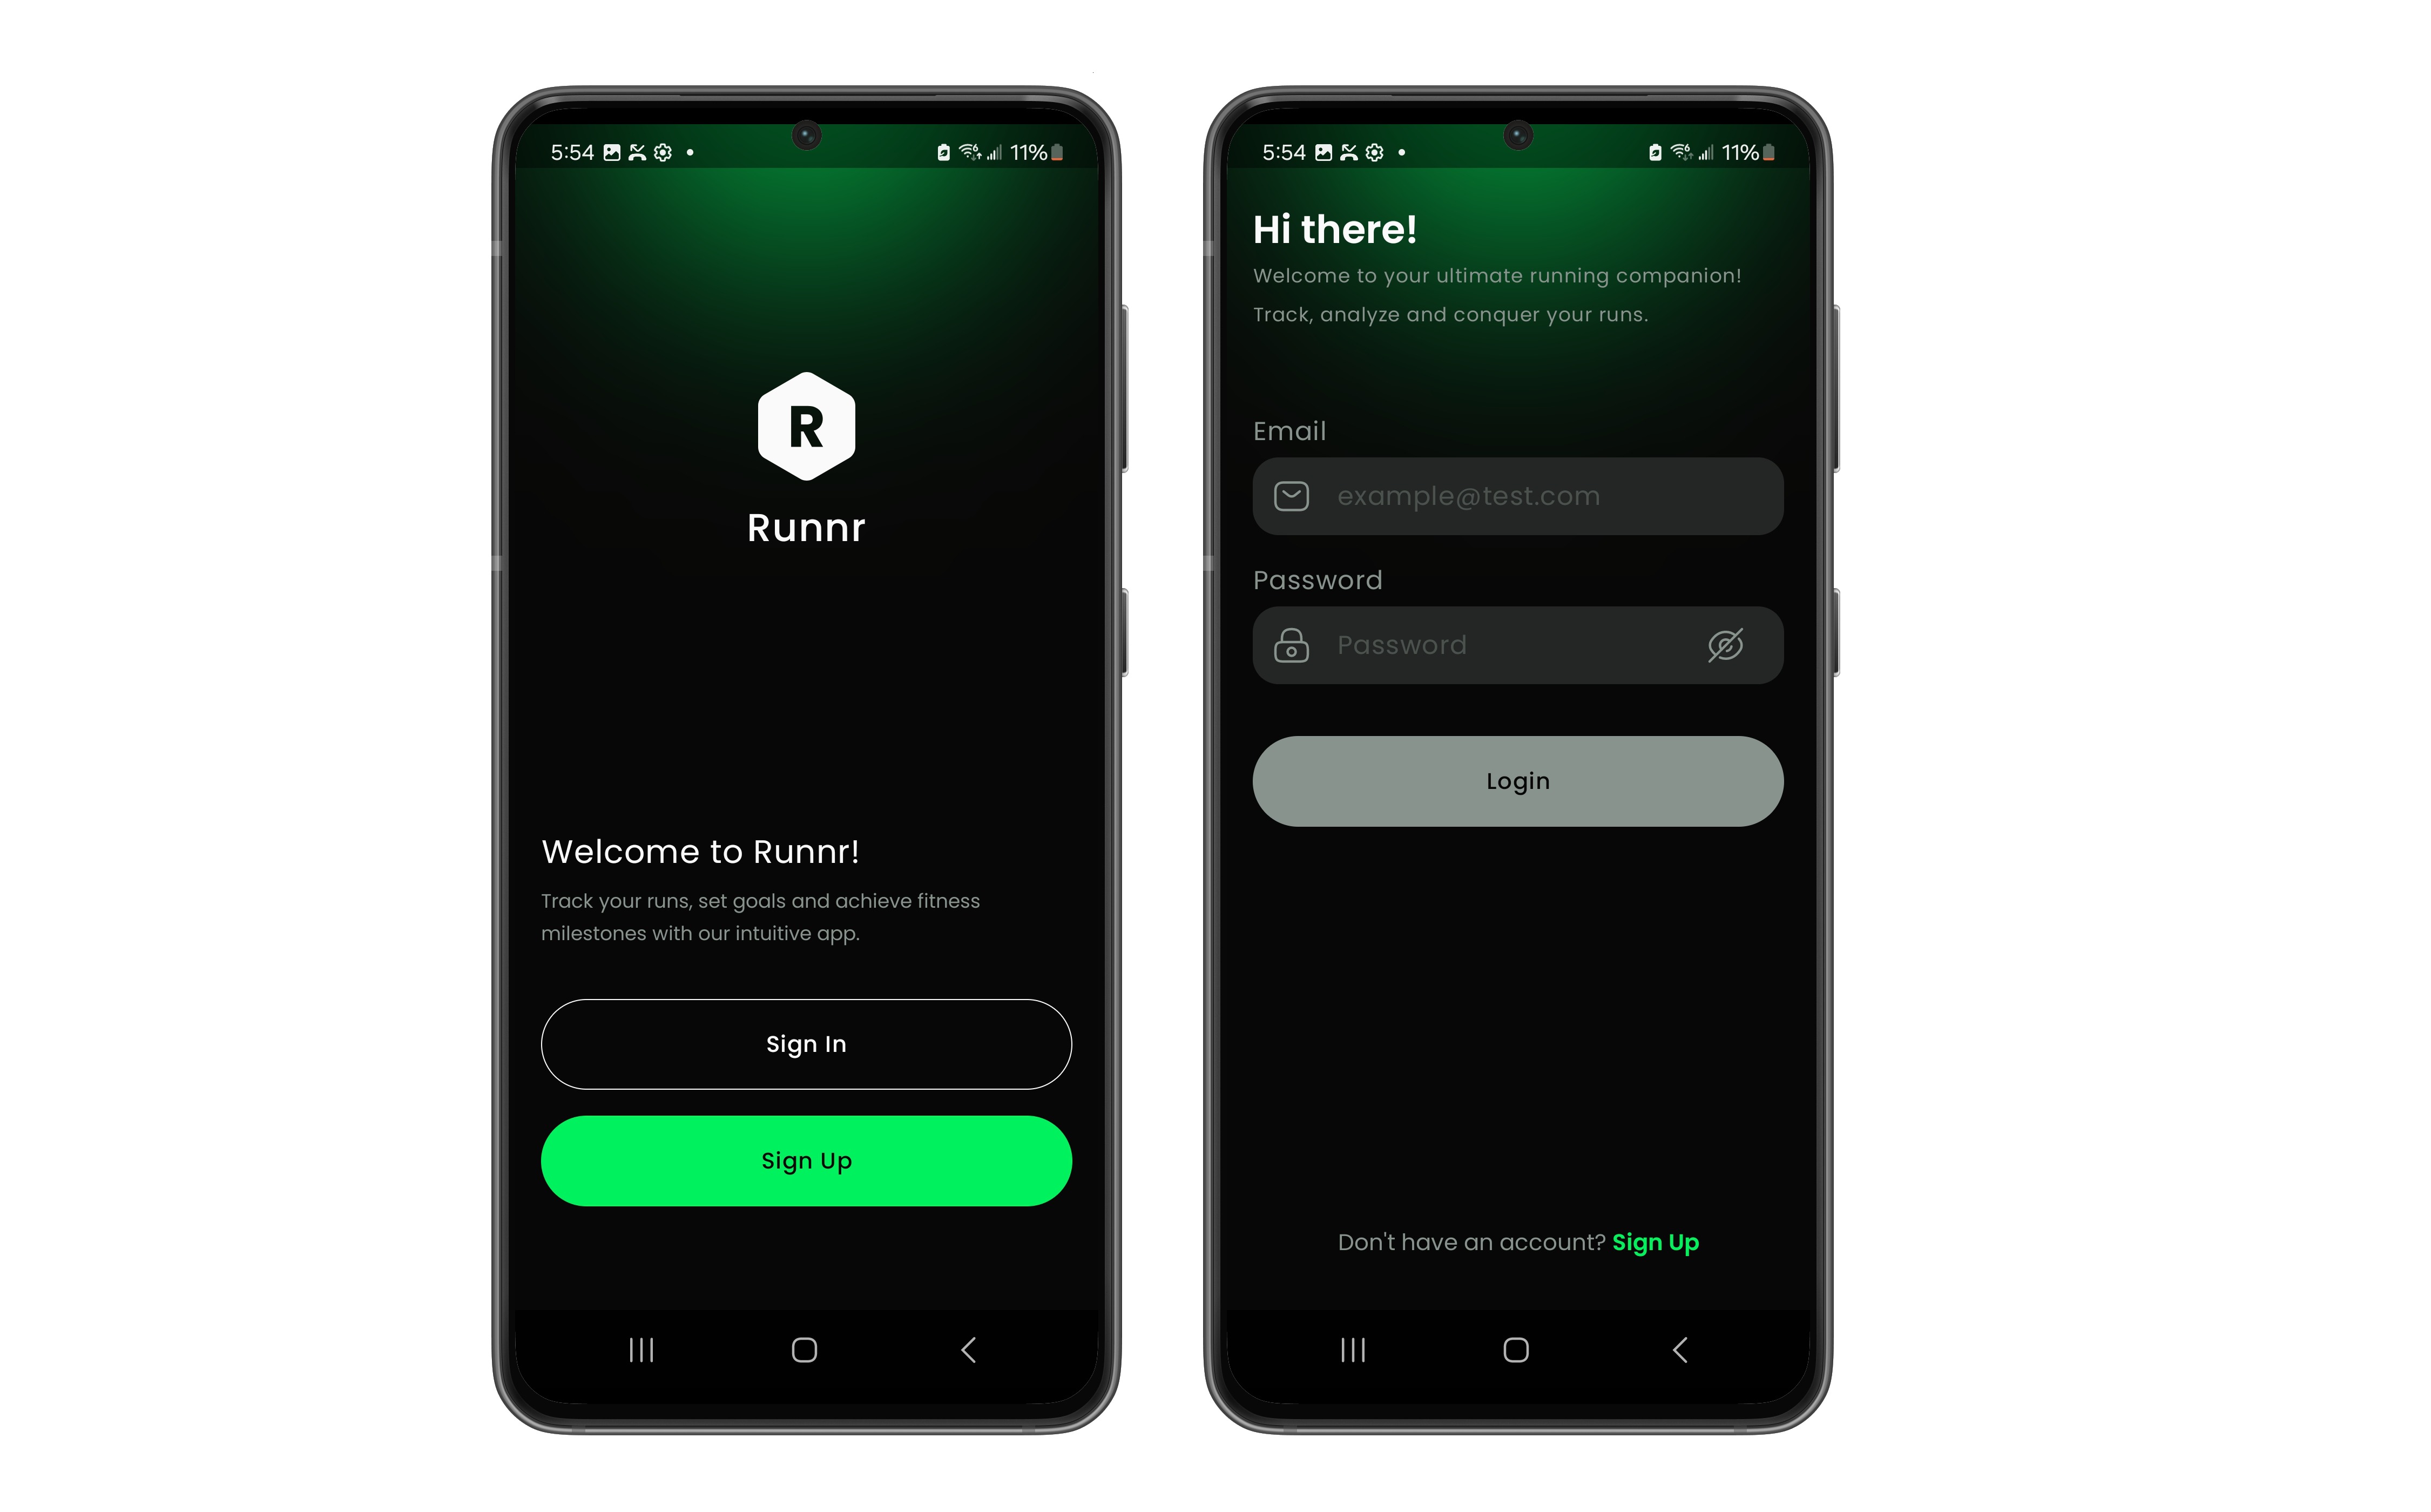 5:54
11%
R
Runnr
Welcome to Runnr!
Track your runs, set goals and achieve fitness
milestones with our intuitive app.
Sign In
Sign Up
5:54
11%
Hi there!
Welcome to your ultimate running companion!
Track, analyze and conquer your runs.
Email
example@test.com
Password
Password
Login
Don't have an account? Sign Up